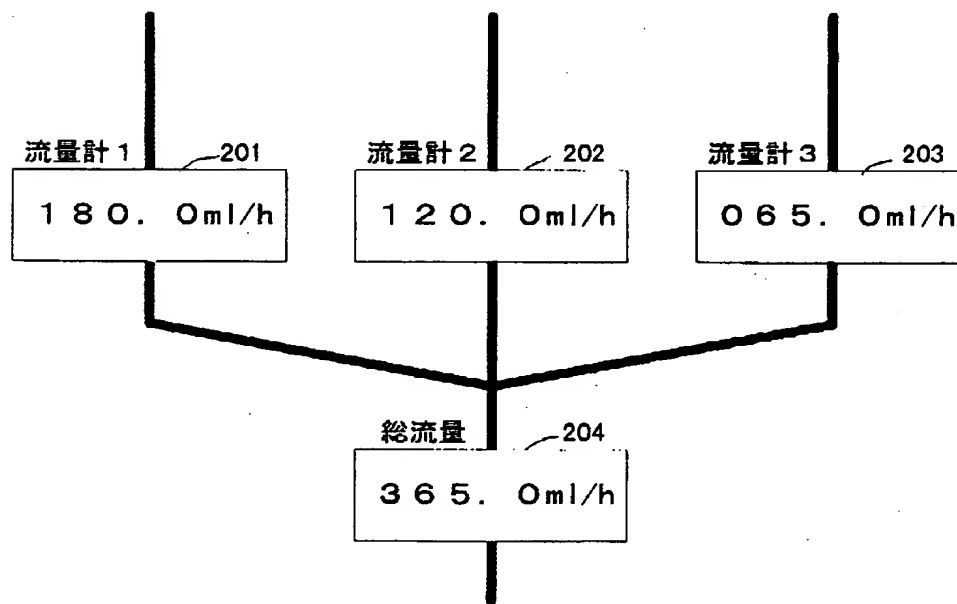 流量計1 201
流量計2 202
流量計3 203
180. 0ml/h
120. 0ml/h
065. 0ml/h
総流量 204
365. 0ml/h